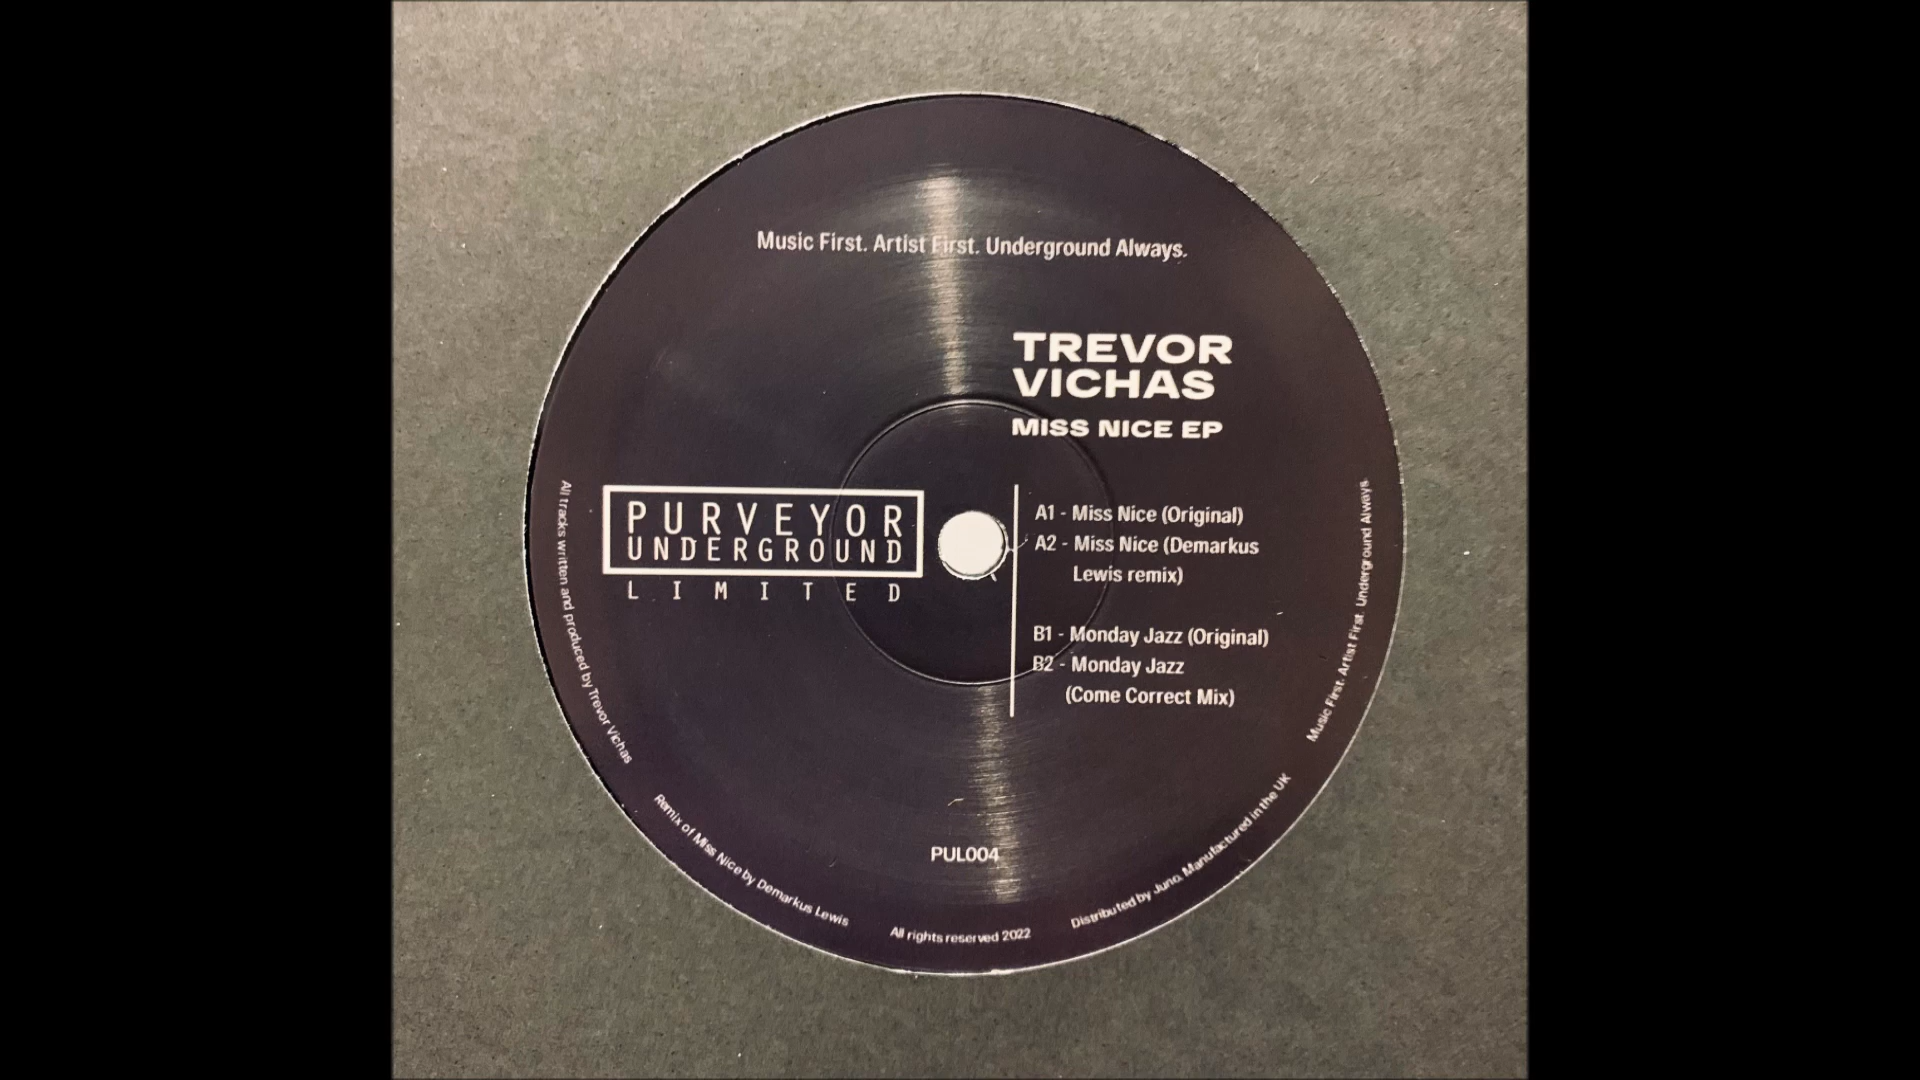 Music First. Artist First. Underground Always.
TREVOR
VICHAS
MISS NICE EP
PURVEYOR
UNDERGROUND
LIMITED
A1 - Miss Nice (Original)
A2 - Miss Nice (Demarkus
Lewis remix)
B1 - Monday Jazz (Original)
B2 - Monday Jazz
(Come Correct Mix)
PUL004
All tracks written and produced by Trevor Vichas
Remix of Miss Nice by Demarkus Lewis
All rights reserved 2022
Distributed by Juno. Manufactured in the UK
Music First. Artist First. Underground Always.